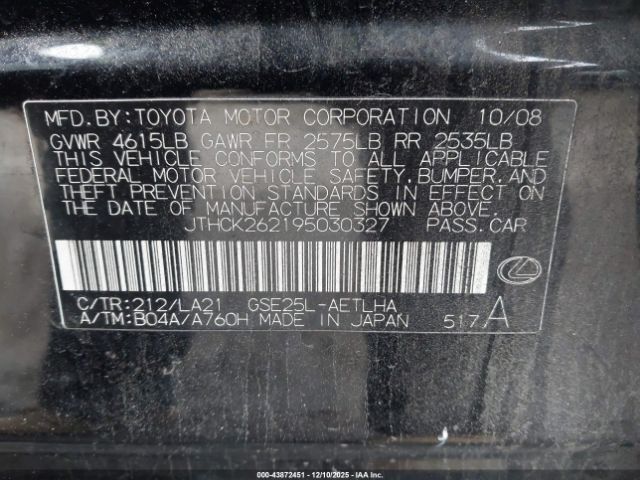 MFD.BY:TOYOTA MOTOR CORPORATION 10/08
GVWR 4615LB GAWR FR 2575LB RR 2535LB
THIS VEHICLE CONFORMS TO ALL APPLICABLE
FEDERAL MOTOR VEHICLE SAFETY,BUMPER,AND
THEFT PREVENTION STANDARDS IN EFFECT ON
THE DATE OF MANUFACTURE SHOWN ABOVE.
JTHCK262195030327 PASS.CAR
C/TR:212/LA21 GSE25L-AETLHA
A/TM:B04A/A760H MADE IN JAPAN 517A
000-43872451 - 12/10/2025 - IAAI, Inc.